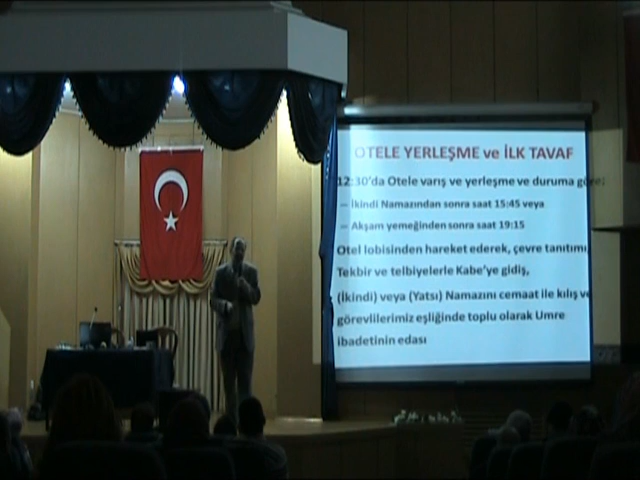 OTELE YERLEŞME ve İLK TAVAF
12:30'da Otele varış ve yerleşme ve duruma göre;
– İkindi Namazından sonra saat 15:45 veya
– Akşam yemeğinden sonra saat 19:15
Otel lobisinden hareket ederek, çevre tanıtımı,
Tekbir ve telbiyelerle Kabe'ye gidiş,
(İkindi) veya (Yatsı) Namazını cemaat ile kılış ve
görevlilerimiz eşliğinde toplu olarak Umre
ibadetinin edası